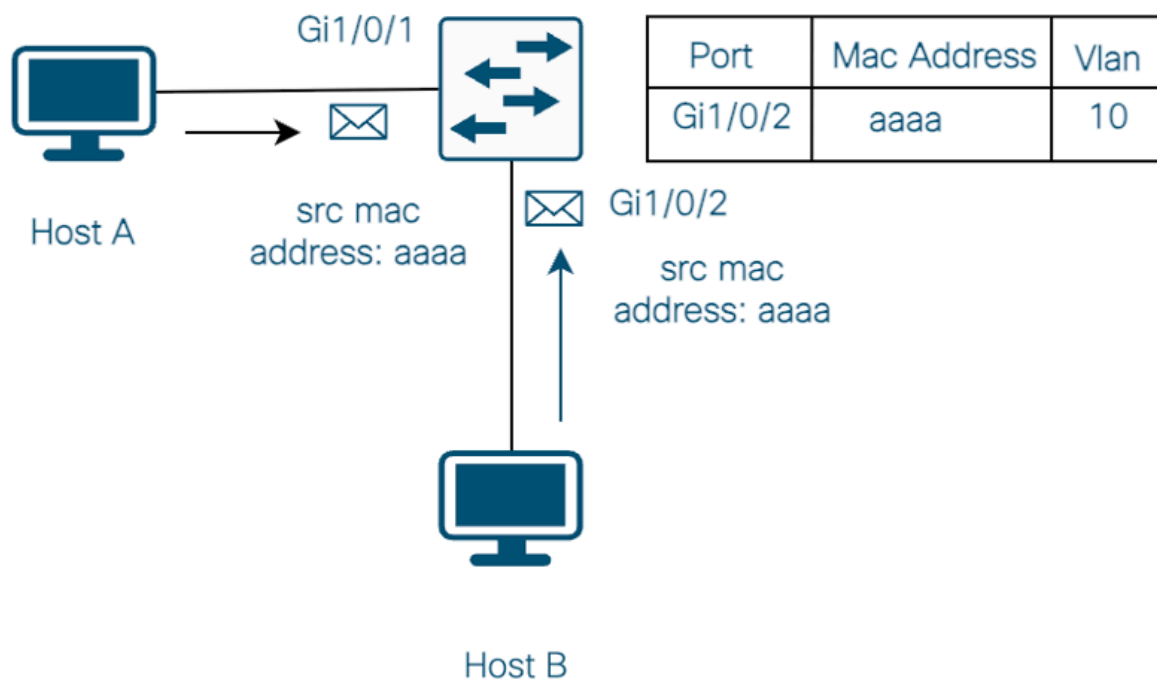 Gi1/0/1
Port Mac Address Vlan
Gi1/0/2 aaaa 10
Host A
src mac
address: aaaa
Gi1/0/2
src mac
address: aaaa
Host B